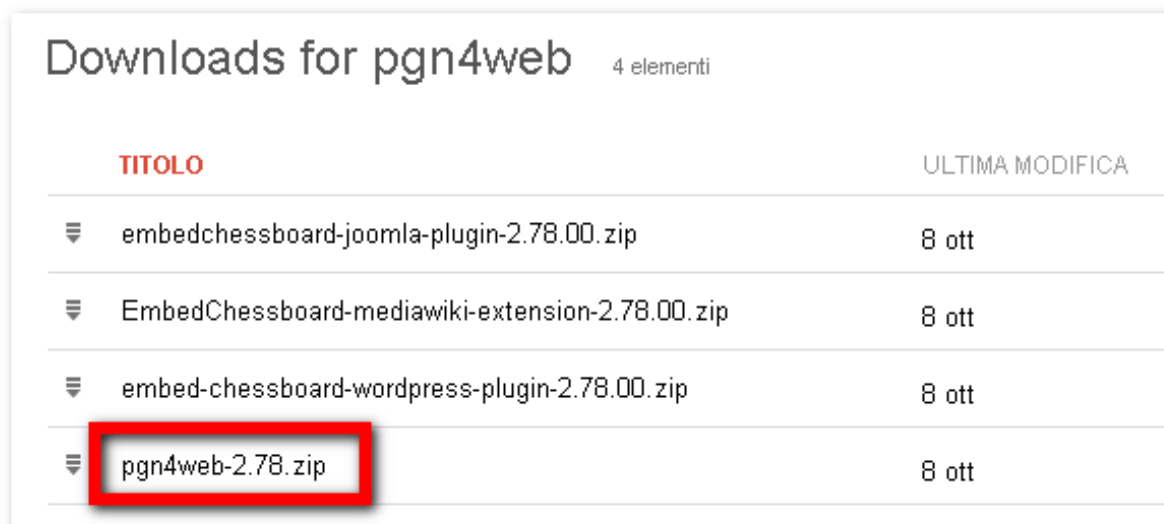 Downloads for pgn4web 4 elementi
TITOLO ULTIMA MODIFICA
embedchessboard-joomla-plugin-2.78.00.zip 8 ott
EmbedChessboard-mediawiki-extension-2.78.00.zip 8 ott
embed-chessboard-wordpress-plugin-2.78.00.zip 8 ott
pgn4web-2.78.zip 8 ott